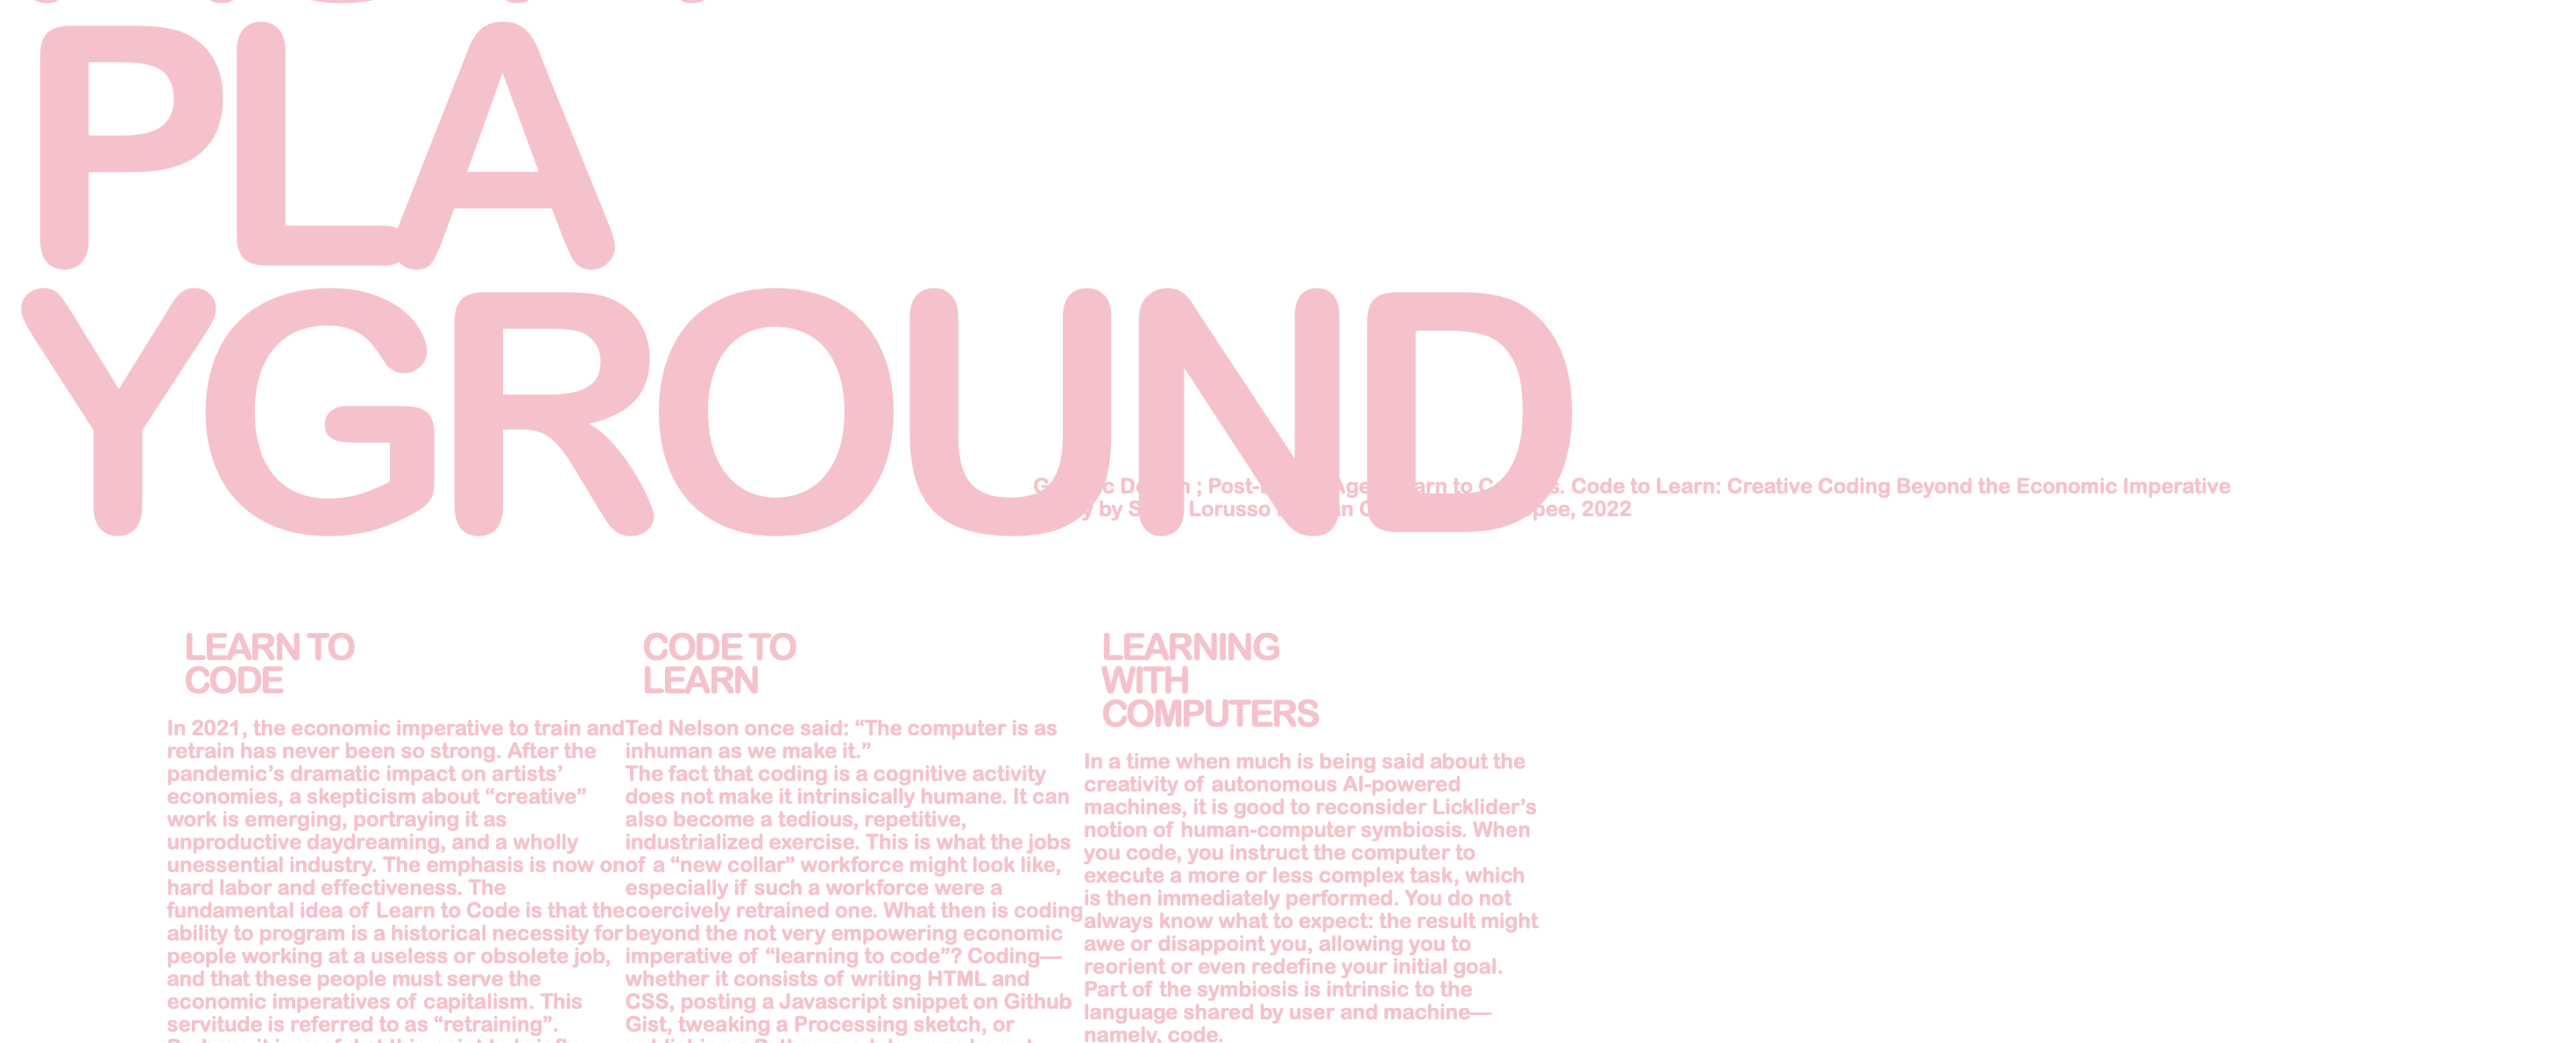 PLA
YGROUND
; Post- to Code to Learn: Creative Coding Beyond the Economic Imperative
by Lorusso 2022
LEARN TO
CODE
In 2021, the economic imperative to train and
retrain has never been so strong. After the
pandemic’s dramatic impact on artists’
economies, a skepticism about “creative”
work is emerging, portraying it as
unproductive daydreaming, and a wholly
unessential industry. The emphasis is now on
hard labor and effectiveness. The
fundamental idea of Learn to Code is that the
ability to program is a historical necessity for
people working at a useless or obsolete job,
and that these people must serve the
economic imperatives of capitalism. This
servitude is referred to as “retraining”.
CODE TO
LEARN
Ted Nelson once said: “The computer is as
inhuman as we make it.”
The fact that coding is a cognitive activity
does not make it intrinsically humane. It can
also become a tedious, repetitive,
industrialized exercise. This is what the jobs
of a “new collar” workforce might look like,
especially if such a workforce were a
coercively retrained one. What then is coding
beyond the not very empowering economic
imperative of “learning to code”? Coding—
whether it consists of writing HTML and
CSS, posting a Javascript snippet on Github
Gist, tweaking a Processing sketch, or
LEARNING
WITH
COMPUTERS
In a time when much is being said about the
creativity of autonomous AI-powered
machines, it is good to reconsider Licklider’s
notion of human-computer symbiosis. When
you code, you instruct the computer to
execute a more or less complex task, which
is then immediately performed. You do not
always know what to expect: the result might
awe or disappoint you, allowing you to
reorient or even redefine your initial goal.
Part of the symbiosis is intrinsic to the
language shared by user and machine—
namely, code.